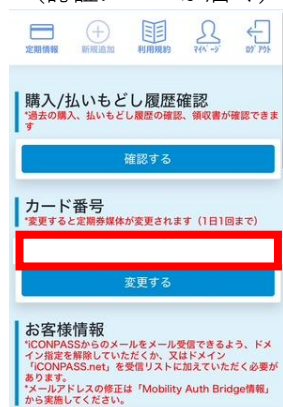 定期情報
新規追加
利用規約
ﾏｲﾍﾟｰｼﾞ
ﾛｸﾞｱｳﾄ
購入/払いもどし履歴確認
*過去の購入、払いもどし履歴の確認、領収書が確認できま
す
確認する
カード番号
*変更すると定期券媒体が変更されます（1日1回まで）
変更する
お客様情報
*iCONPASSからのメールをメール受信できるよう、ドメ
イン指定を解除していただくか、又はドメイン
「iCONPASS.net」を受信リストに加えていただく必要が
あります。
*メールアドレスの修正は「Mobility Auth Bridge情報」
から実施してください。